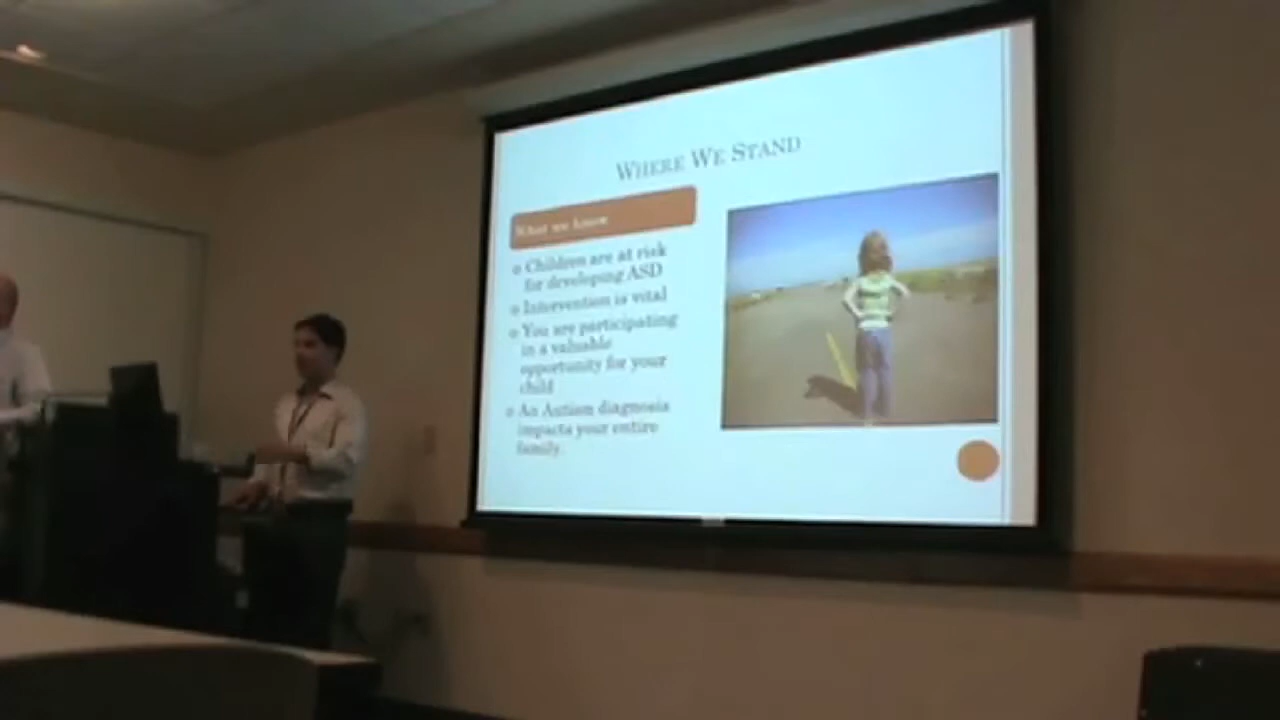 WHERE WE STAND
What we know
Children are at risk
for developing ASD
Intervention is vital
You are participating
in a valuable
opportunity for your
child
An Autism diagnosis
impacts your entire
family.